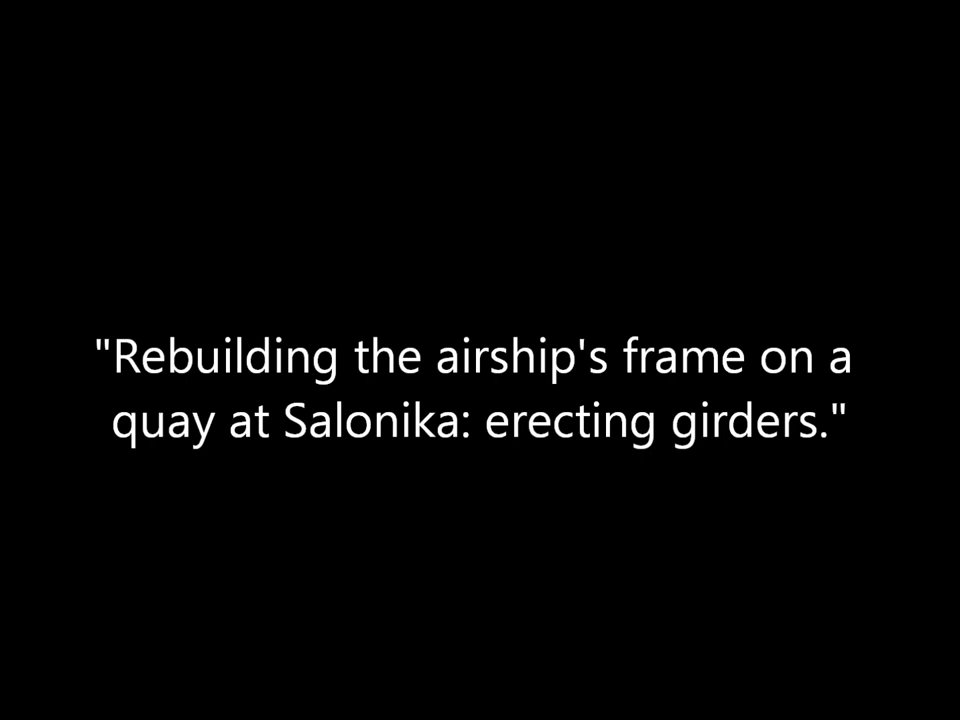 "Rebuilding the airship's frame on a
quay at Salonika: erecting girders."